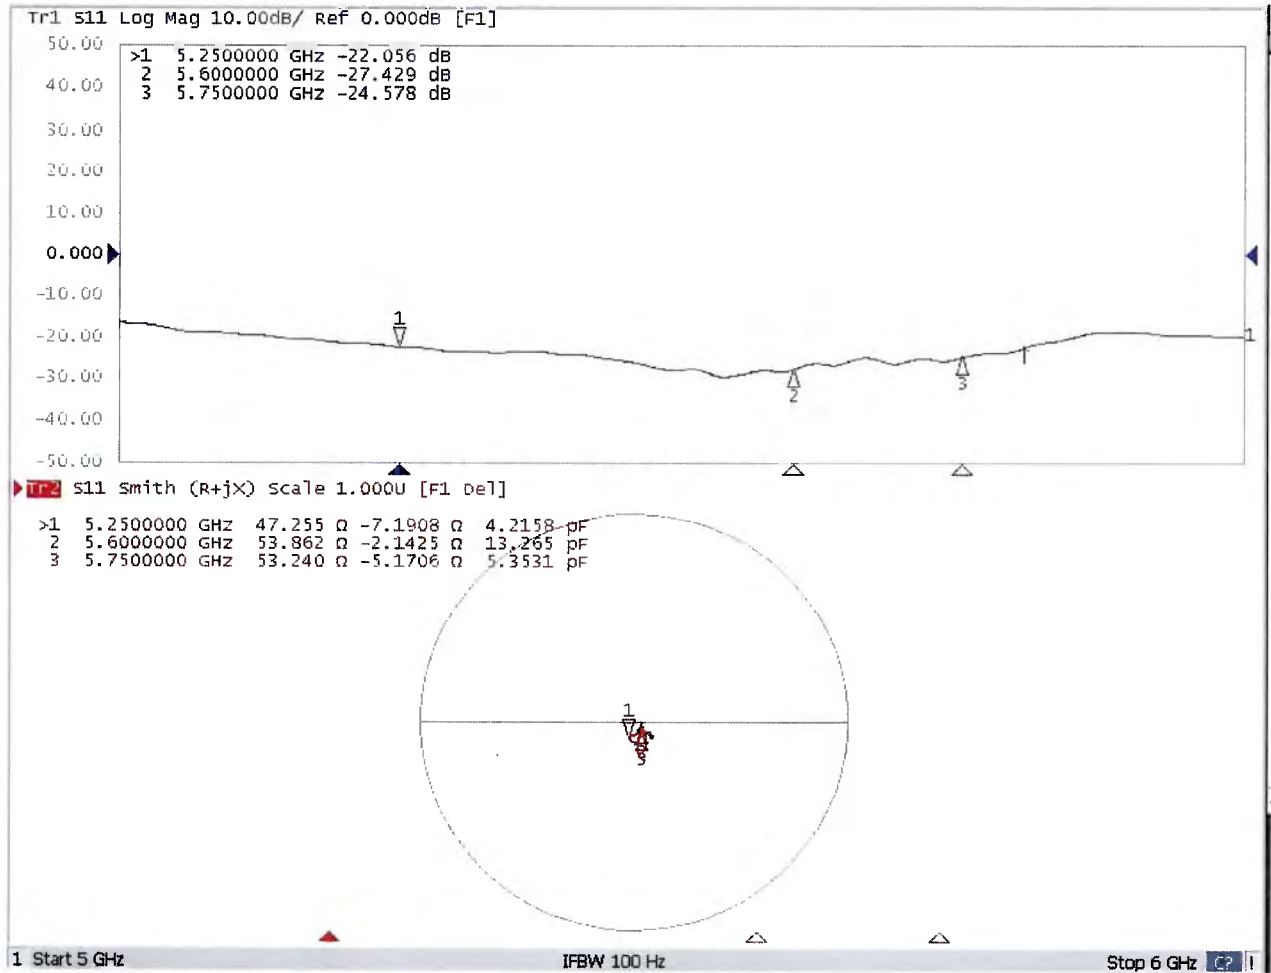 Tr1 S11 Log Mag 10.00dB/ Ref 0.000dB [F1]
50.00
>1 5.2500000 GHz -22.056 dB
2 5.6000000 GHz -27.429 dB
40.00
3 5.7500000 GHz -24.578 dB
30.00
20.00
10.00
0.000
-10.00
1
-20.00
1
-30.00
2
3
-40.00
-50.00
Tr2 S11 Smith (R+jX) Scale 1.000U [F1 Del]
>1 5.2500000 GHz 47.255 Ω -7.1908 Ω 4.2158 pF
2 5.6000000 GHz 53.862 Ω -2.1425 Ω 13.265 pF
3 5.7500000 GHz 53.240 Ω -5.1706 Ω 5.3531 pF
1
1 Start 5 GHz IFBW 100 Hz Stop 6 GHz C?